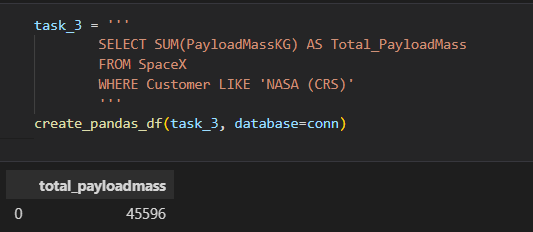 task_3 = '''
SELECT SUM(PayloadMassKG) AS Total_PayloadMass
FROM SpaceX
WHERE Customer LIKE 'NASA (CRS)'
'''
create_pandas_df(task_3, database=conn)
total_payloadmass
0 45596